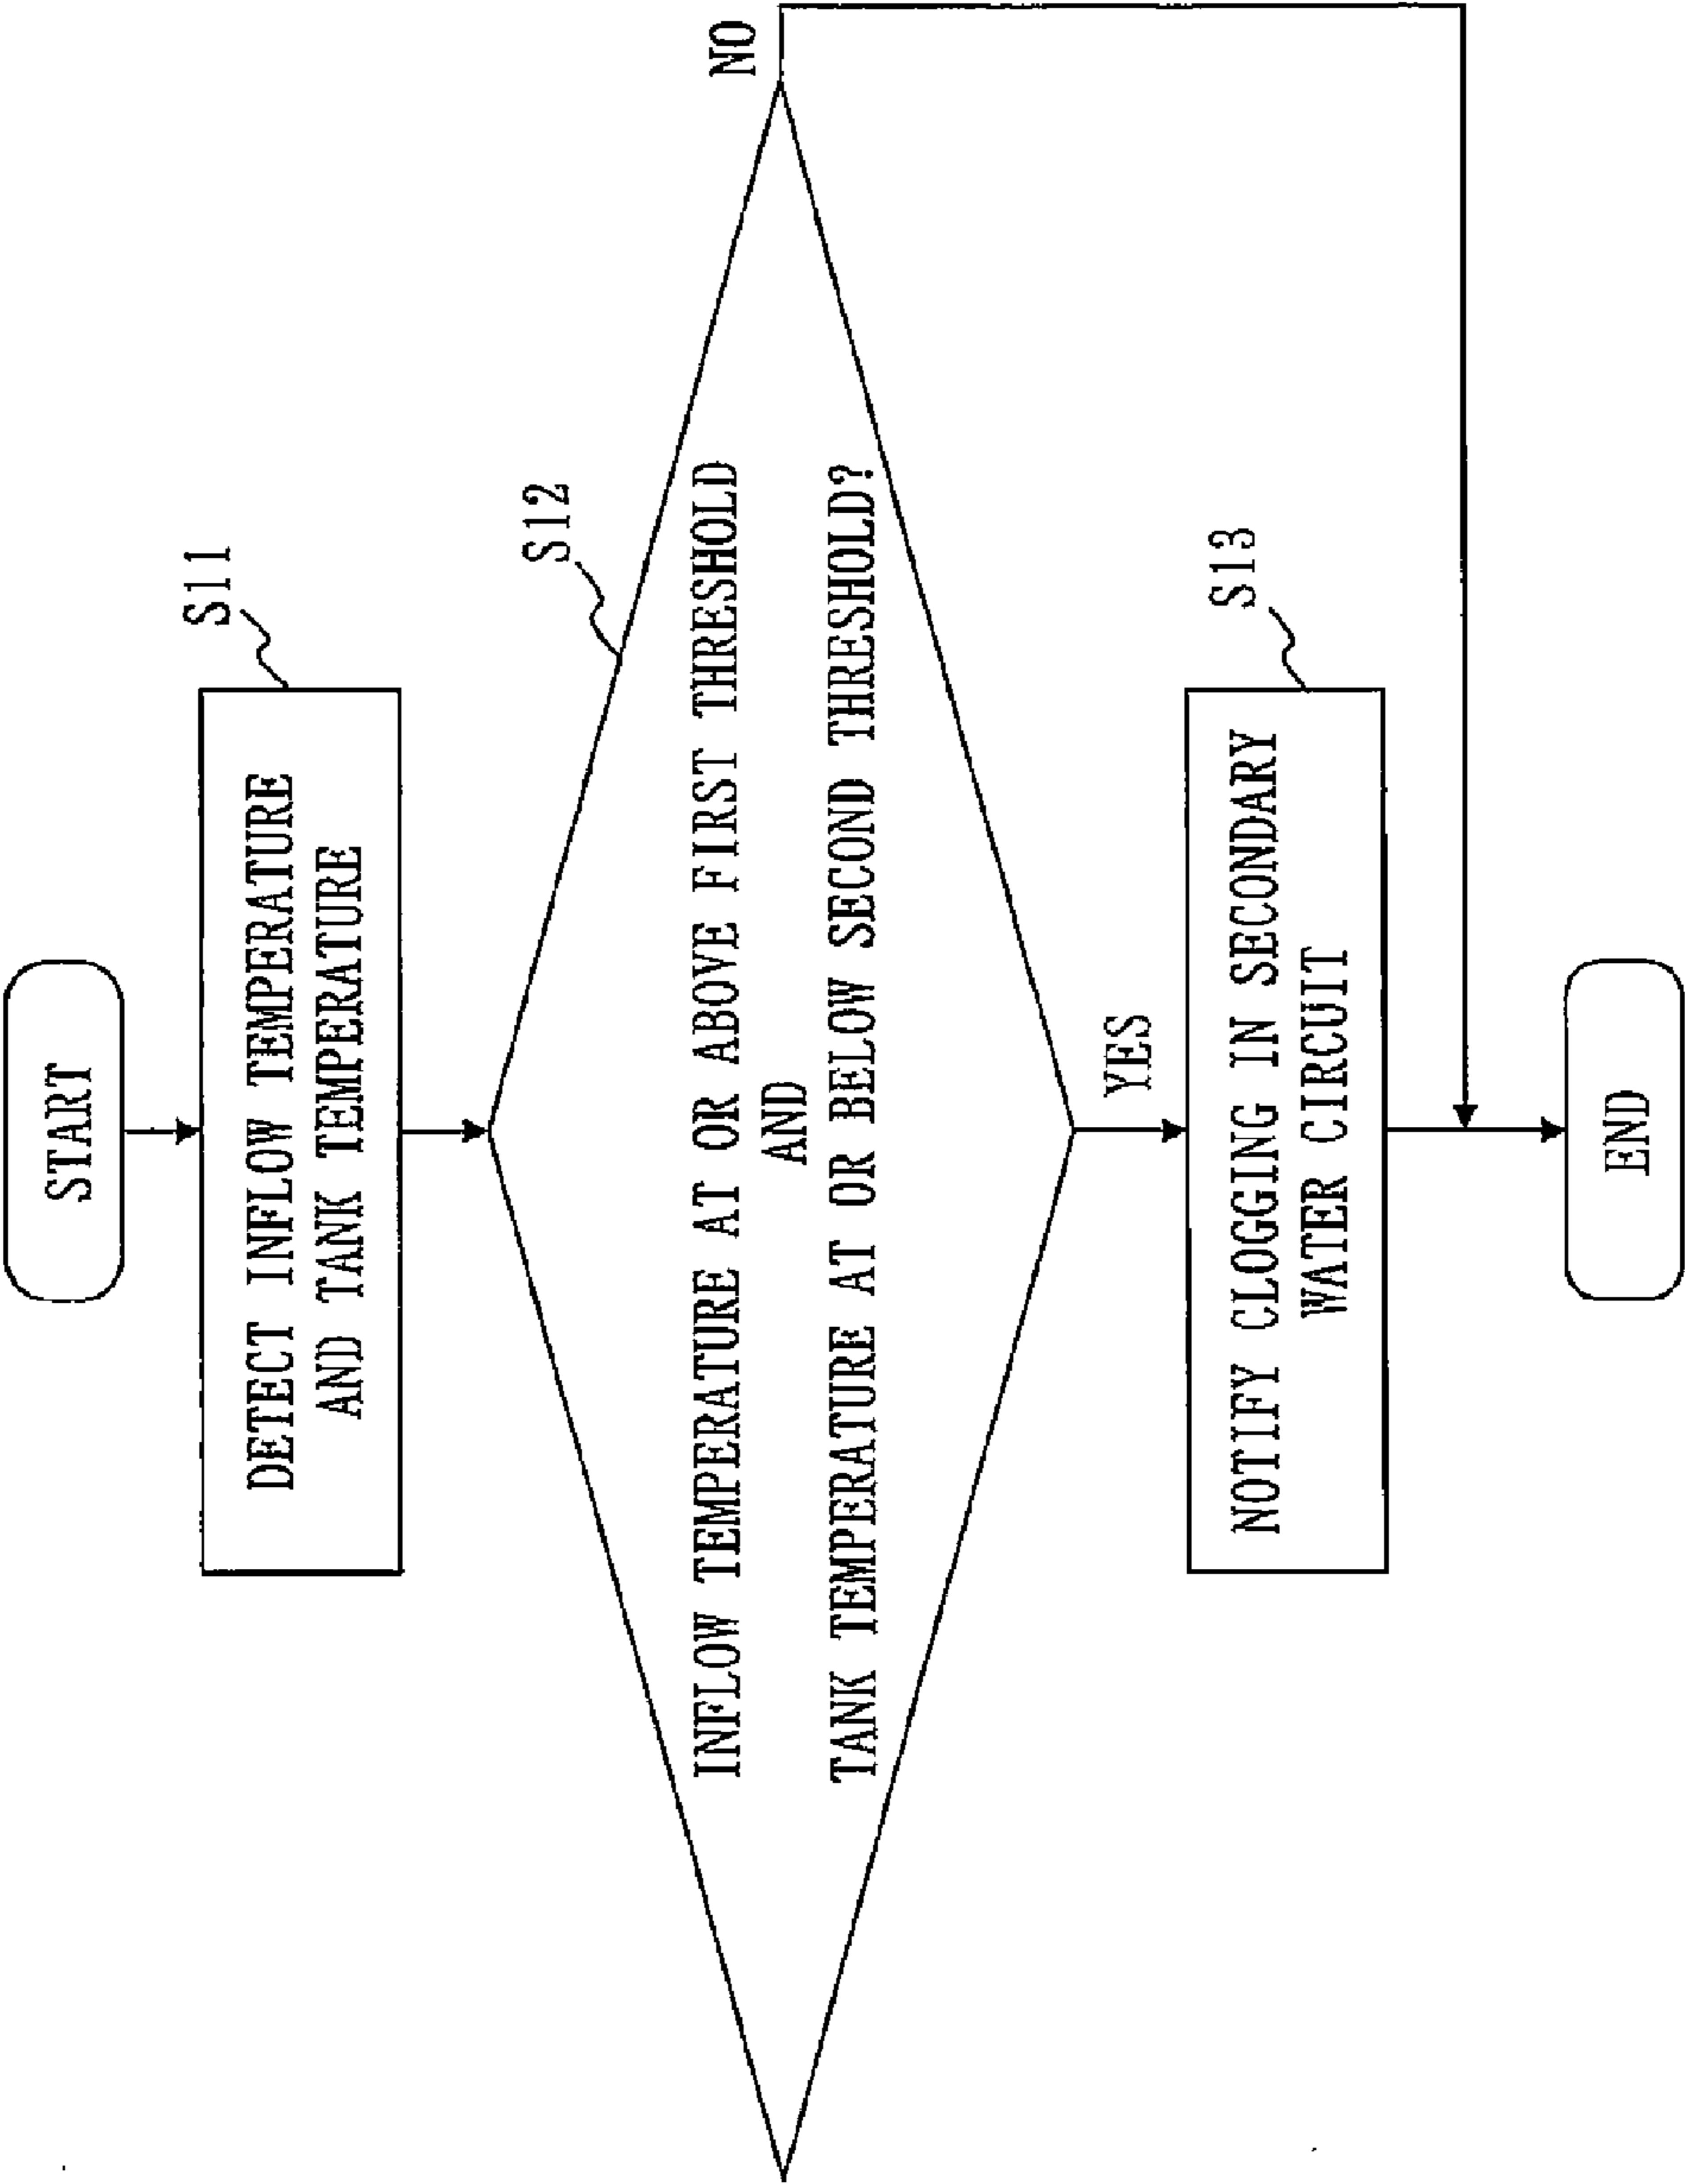 START
S11
DETECT INFLOW TEMPERATURE
AND TANK TEMPERATURE
S12
INFLOW TEMPERATURE AT OR ABOVE FIRST THRESHOLD
AND
TANK TEMPERATURE AT OR BELOW SECOND THRESHOLD?
NO
YES
S13
NOTIFY CLOGGING IN SECONDARY
WATER CIRCUIT
END